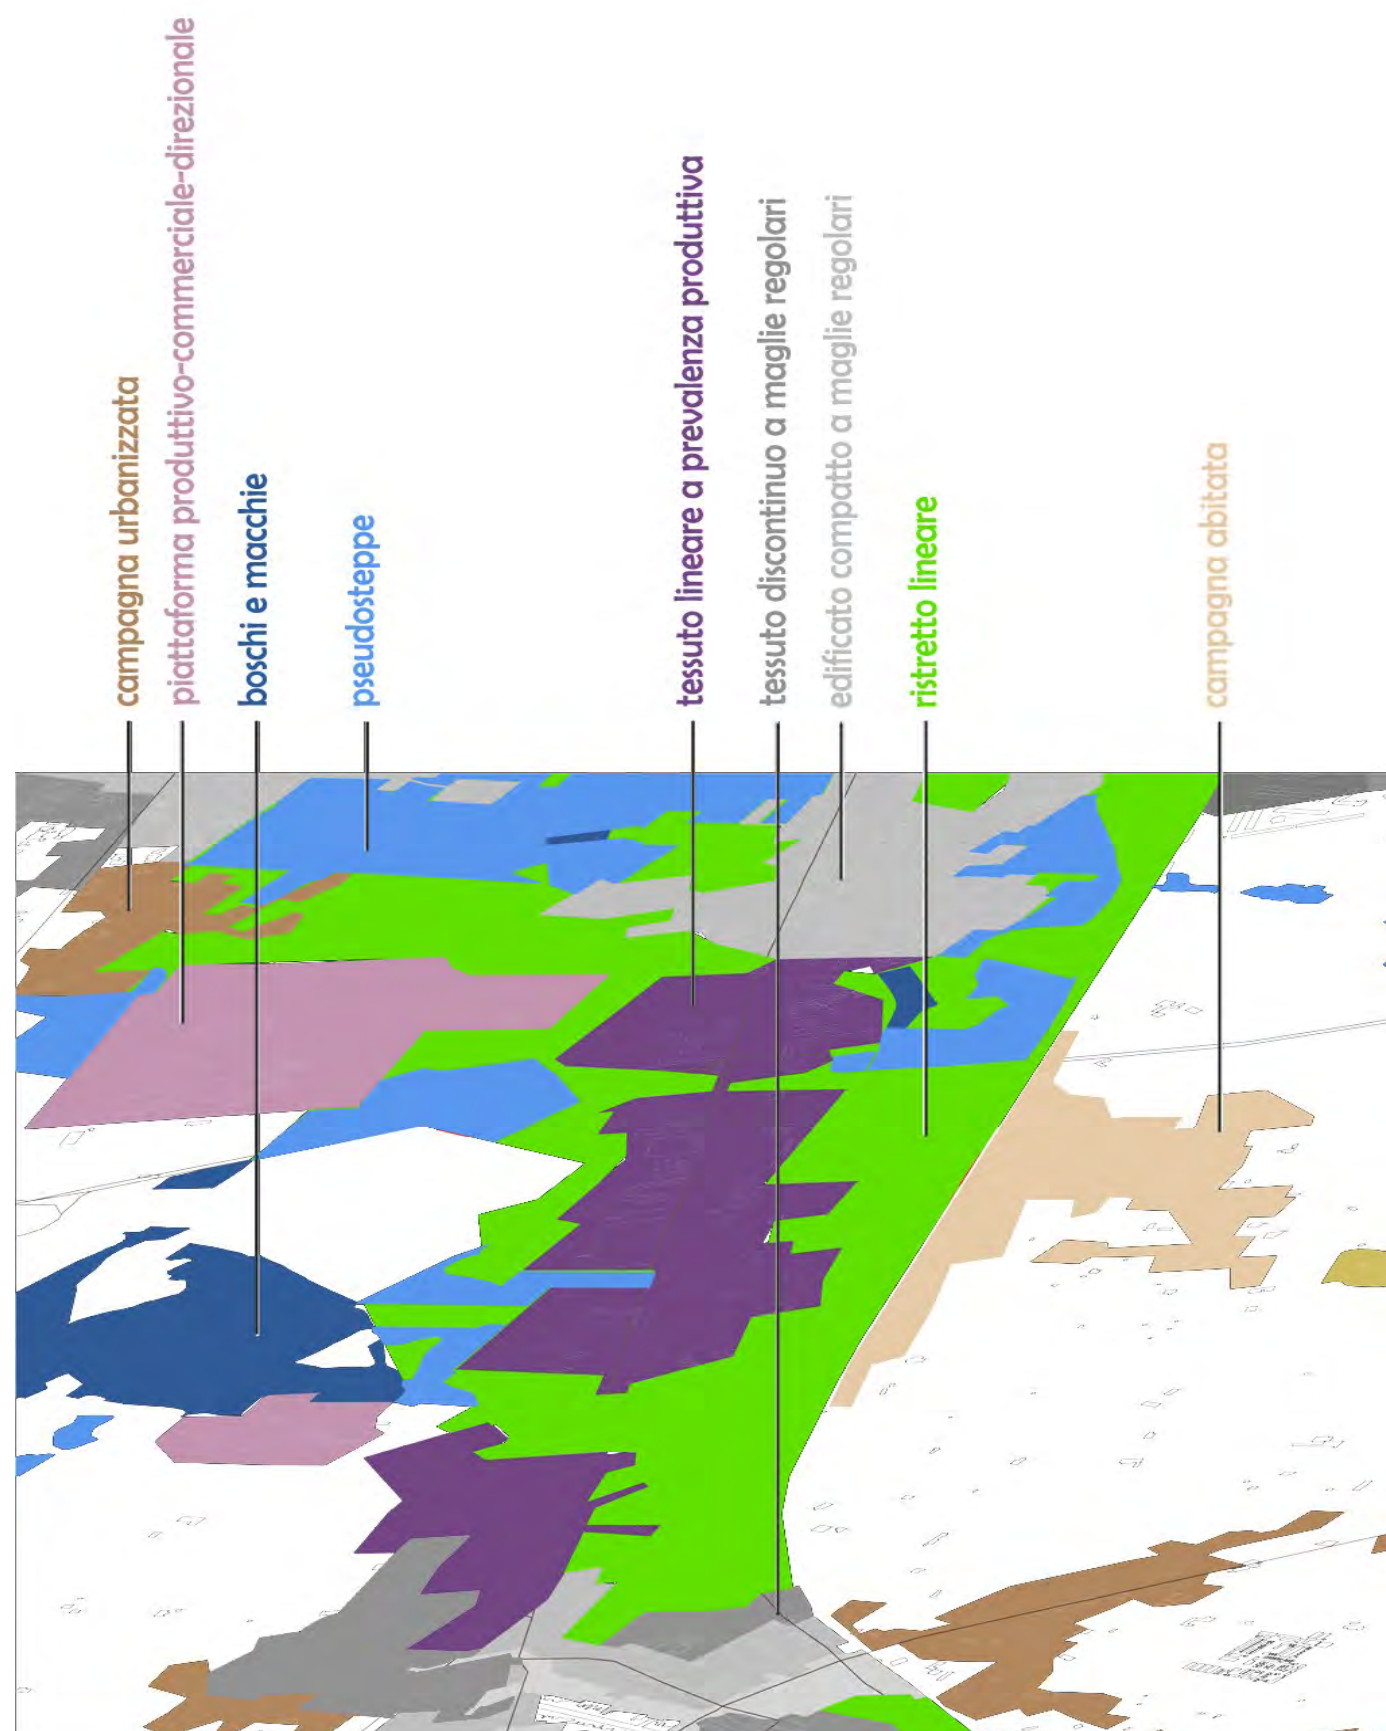 campagna urbanizzata
piattaforma produttivo-commerciale-direzionale
boschi e macchie
pseudosteppe
tessuto lineare a prevalenza produttiva
tessuto discontinuo a maglie regolari
edificato compatto a maglie regolari
ristretto lineare
campagna abitata